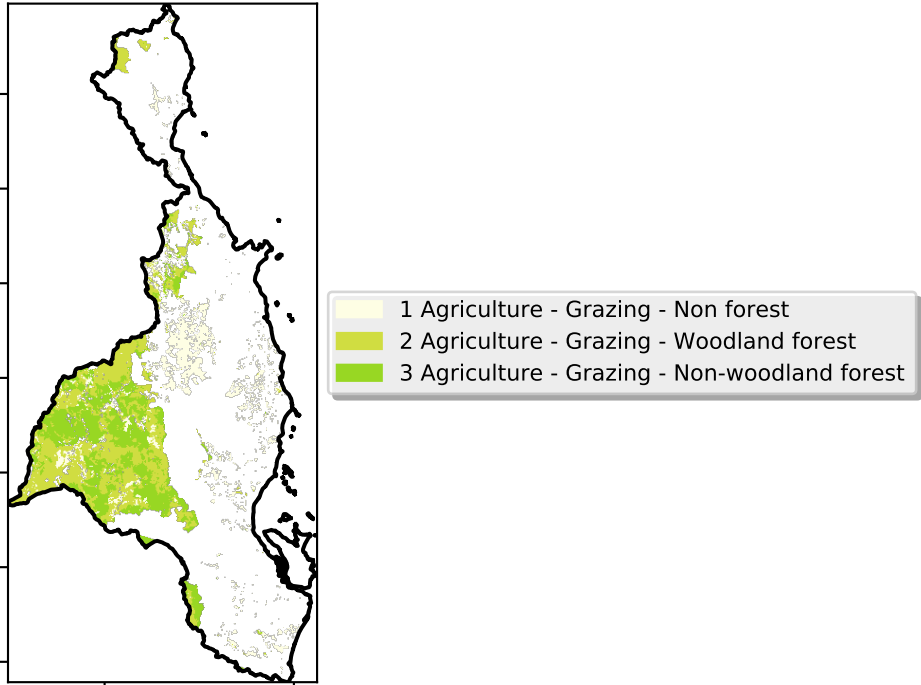 1 Agriculture - Grazing - Non forest
2 Agriculture - Grazing - Woodland forest
3 Agriculture - Grazing - Non-woodland forest